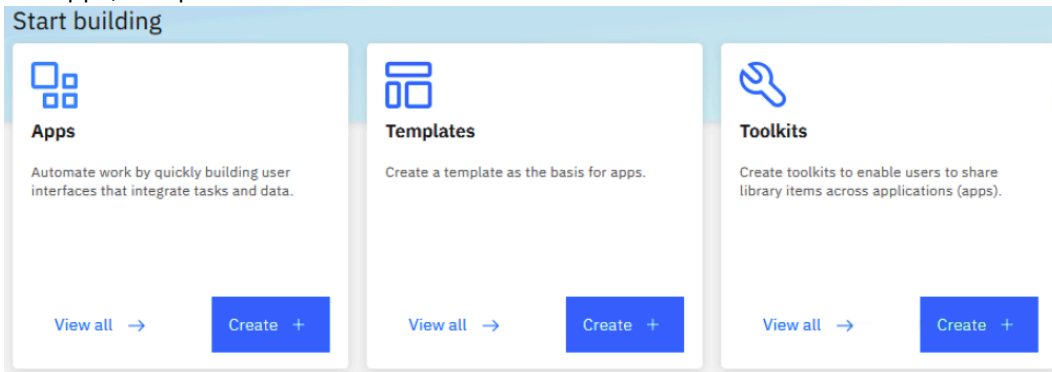 Start building
Apps
Automate work by quickly building user
interfaces that integrate tasks and data.
View all →
Create +
Templates
Create a template as the basis for apps.
View all →
Create +
Toolkits
Create toolkits to enable users to share
library items across applications (apps).
View all →
Create +